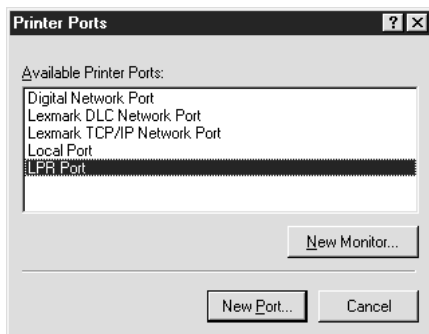 Printer Ports
Available Printer Ports:
Digital Network Port
Lexmark DLC Network Port
Lexmark TCP/IP Network Port
Local Port
LPR Port
New Monitor...
New Port...
Cancel